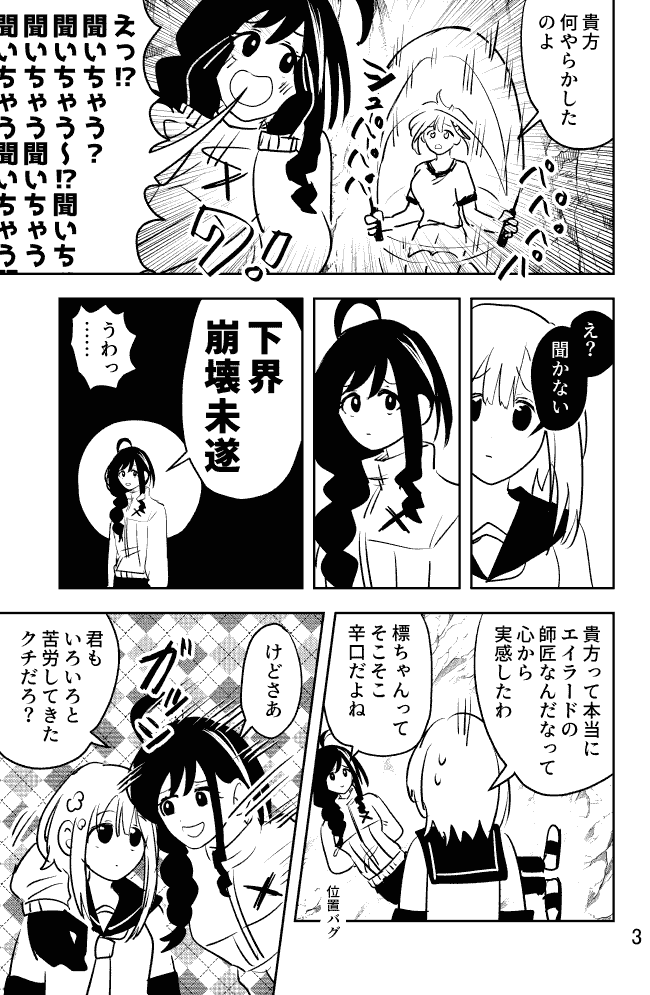 貴方
何やらかした
のよ
シュパパパパ
パパパパパ
ワ!
えっ!?
聞いちゃう?
聞いちゃう〜!?聞いち
ゃう聞いちゃう
聞いちゃう聞いちゃう!!
え?
聞かない
下界
崩壊未遂
うわっ
……
貴方って本当に
エイラードの
師匠なんだなって
心から
実感したわ
標ちゃんって
そこそこ
辛口だよね
位置バグ
けどさあ
ガッシ
君も
いろいろと
苦労してきた
クチだろ?
3